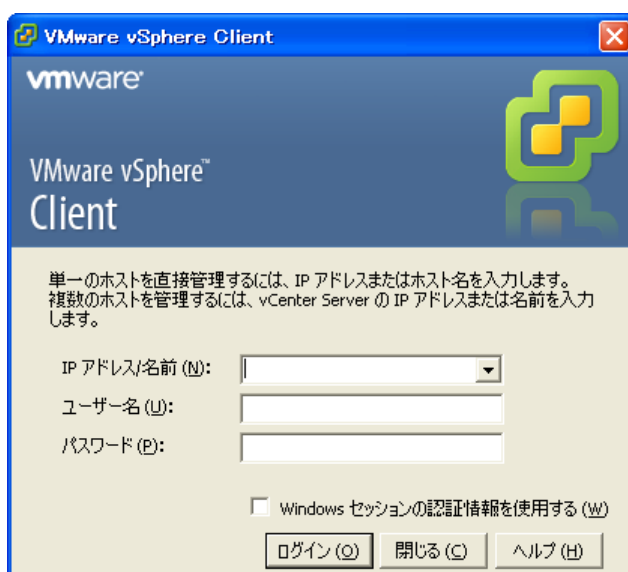 VMware vSphere Client
vmware®
VMware vSphere™
Client
単一のホストを直接管理するには、IP アドレスまたはホスト名を入力します。
複数のホストを管理するには、vCenter Server の IP アドレスまたは名前を入力
します。
IP アドレス/名前 (N):
ユーザー名 (U):
パスワード (P):
Windows セッションの認証情報を使用する (W)
ログイン (O) 閉じる (C) ヘルプ (H)